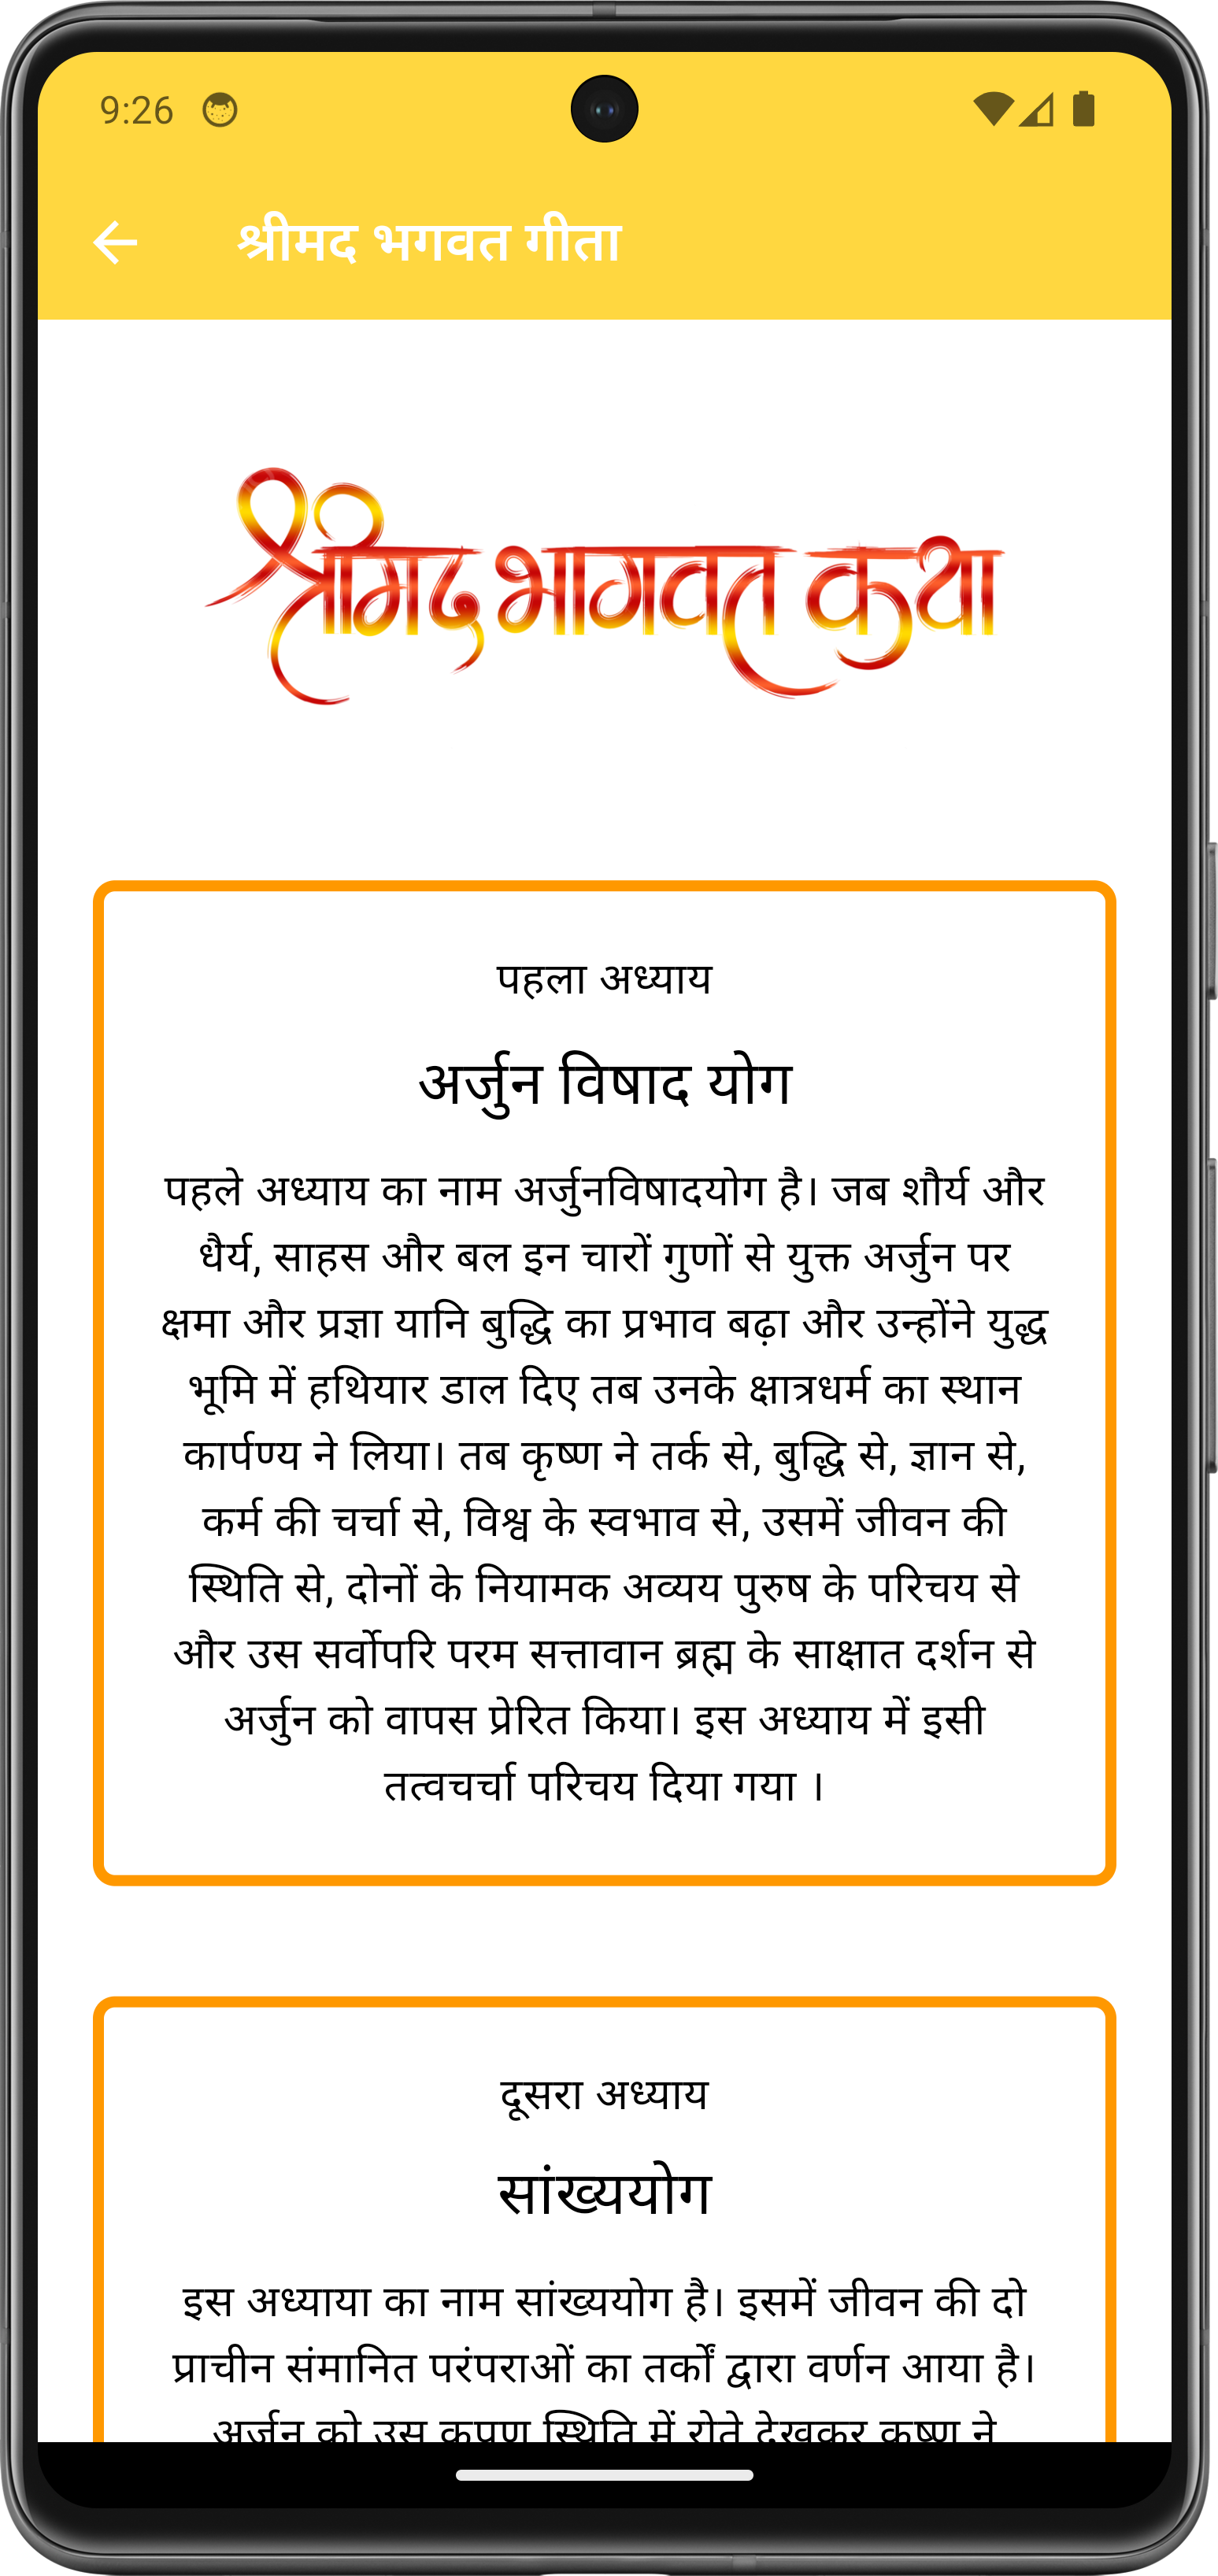 9:26
श्रीमद भगवत गीता
श्रीमद भागवत कथा
पहला अध्याय
अर्जुन विषाद योग
पहले अध्याय का नाम अर्जुनविषादयोग है। जब शौर्य और
धैर्य, साहस और बल इन चारों गुणों से युक्त अर्जुन पर
क्षमा और प्रज्ञा यानि बुद्धि का प्रभाव बढ़ा और उन्होंने युद्ध
भूमि में हथियार डाल दिए तब उनके क्षात्रधर्म का स्थान
कार्पण्य ने लिया। तब कृष्ण ने तर्क से, बुद्धि से, ज्ञान से,
कर्म की चर्चा से, विश्व के स्वभाव से, उसमें जीवन की
स्थिति से, दोनों के नियामक अव्यय पुरुष के परिचय से
और उस सर्वोपरि परम सत्तावान ब्रह्म के साक्षात दर्शन से
अर्जुन को वापस प्रेरित किया। इस अध्याय में इसी
तत्वचर्चा परिचय दिया गया ।
दूसरा अध्याय
सांख्ययोग
इस अध्याया का नाम सांख्ययोग है। इसमें जीवन की दो
प्राचीन संमानित परंपराओं का तर्कों द्वारा वर्णन आया है।
अर्जुन को उस कृपण स्थिति में रोते देखकर कृष्ण ने